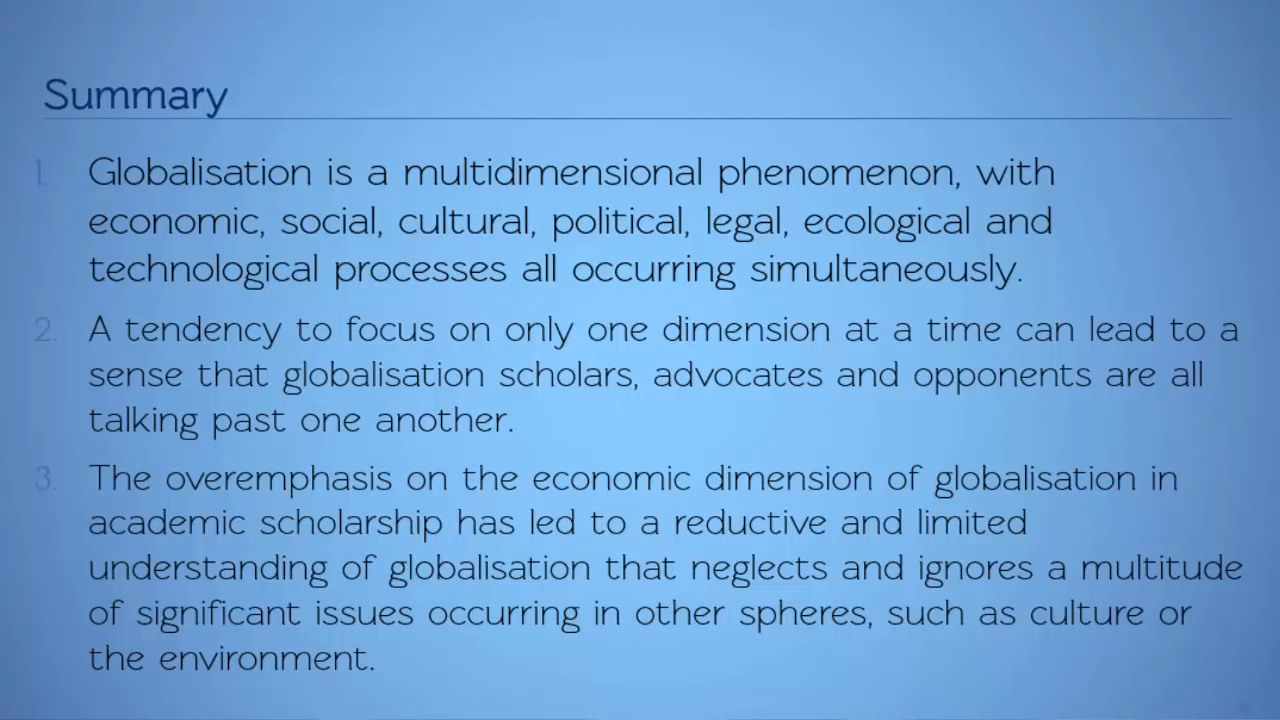 Summary
1. Globalisation is a multidimensional phenomenon, with
economic, social, cultural, political, legal, ecological and
technological processes all occurring simultaneously.
2. A tendency to focus on only one dimension at a time can lead to a
sense that globalisation scholars, advocates and opponents are all
talking past one another.
3. The overemphasis on the economic dimension of globalisation in
academic scholarship has led to a reductive and limited
understanding of globalisation that neglects and ignores a multitude
of significant issues occurring in other spheres, such as culture or
the environment.